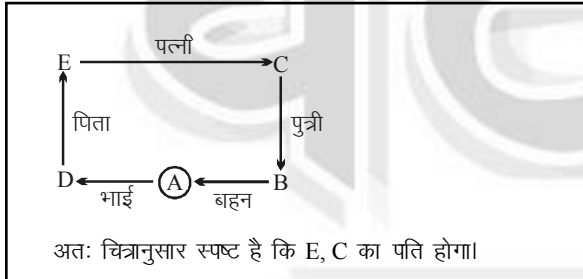 पत्नी
E C
पिता पुत्री
D A B
भाई बहन
अतः चित्रानुसार स्पष्ट है कि E, C का पति होगा।